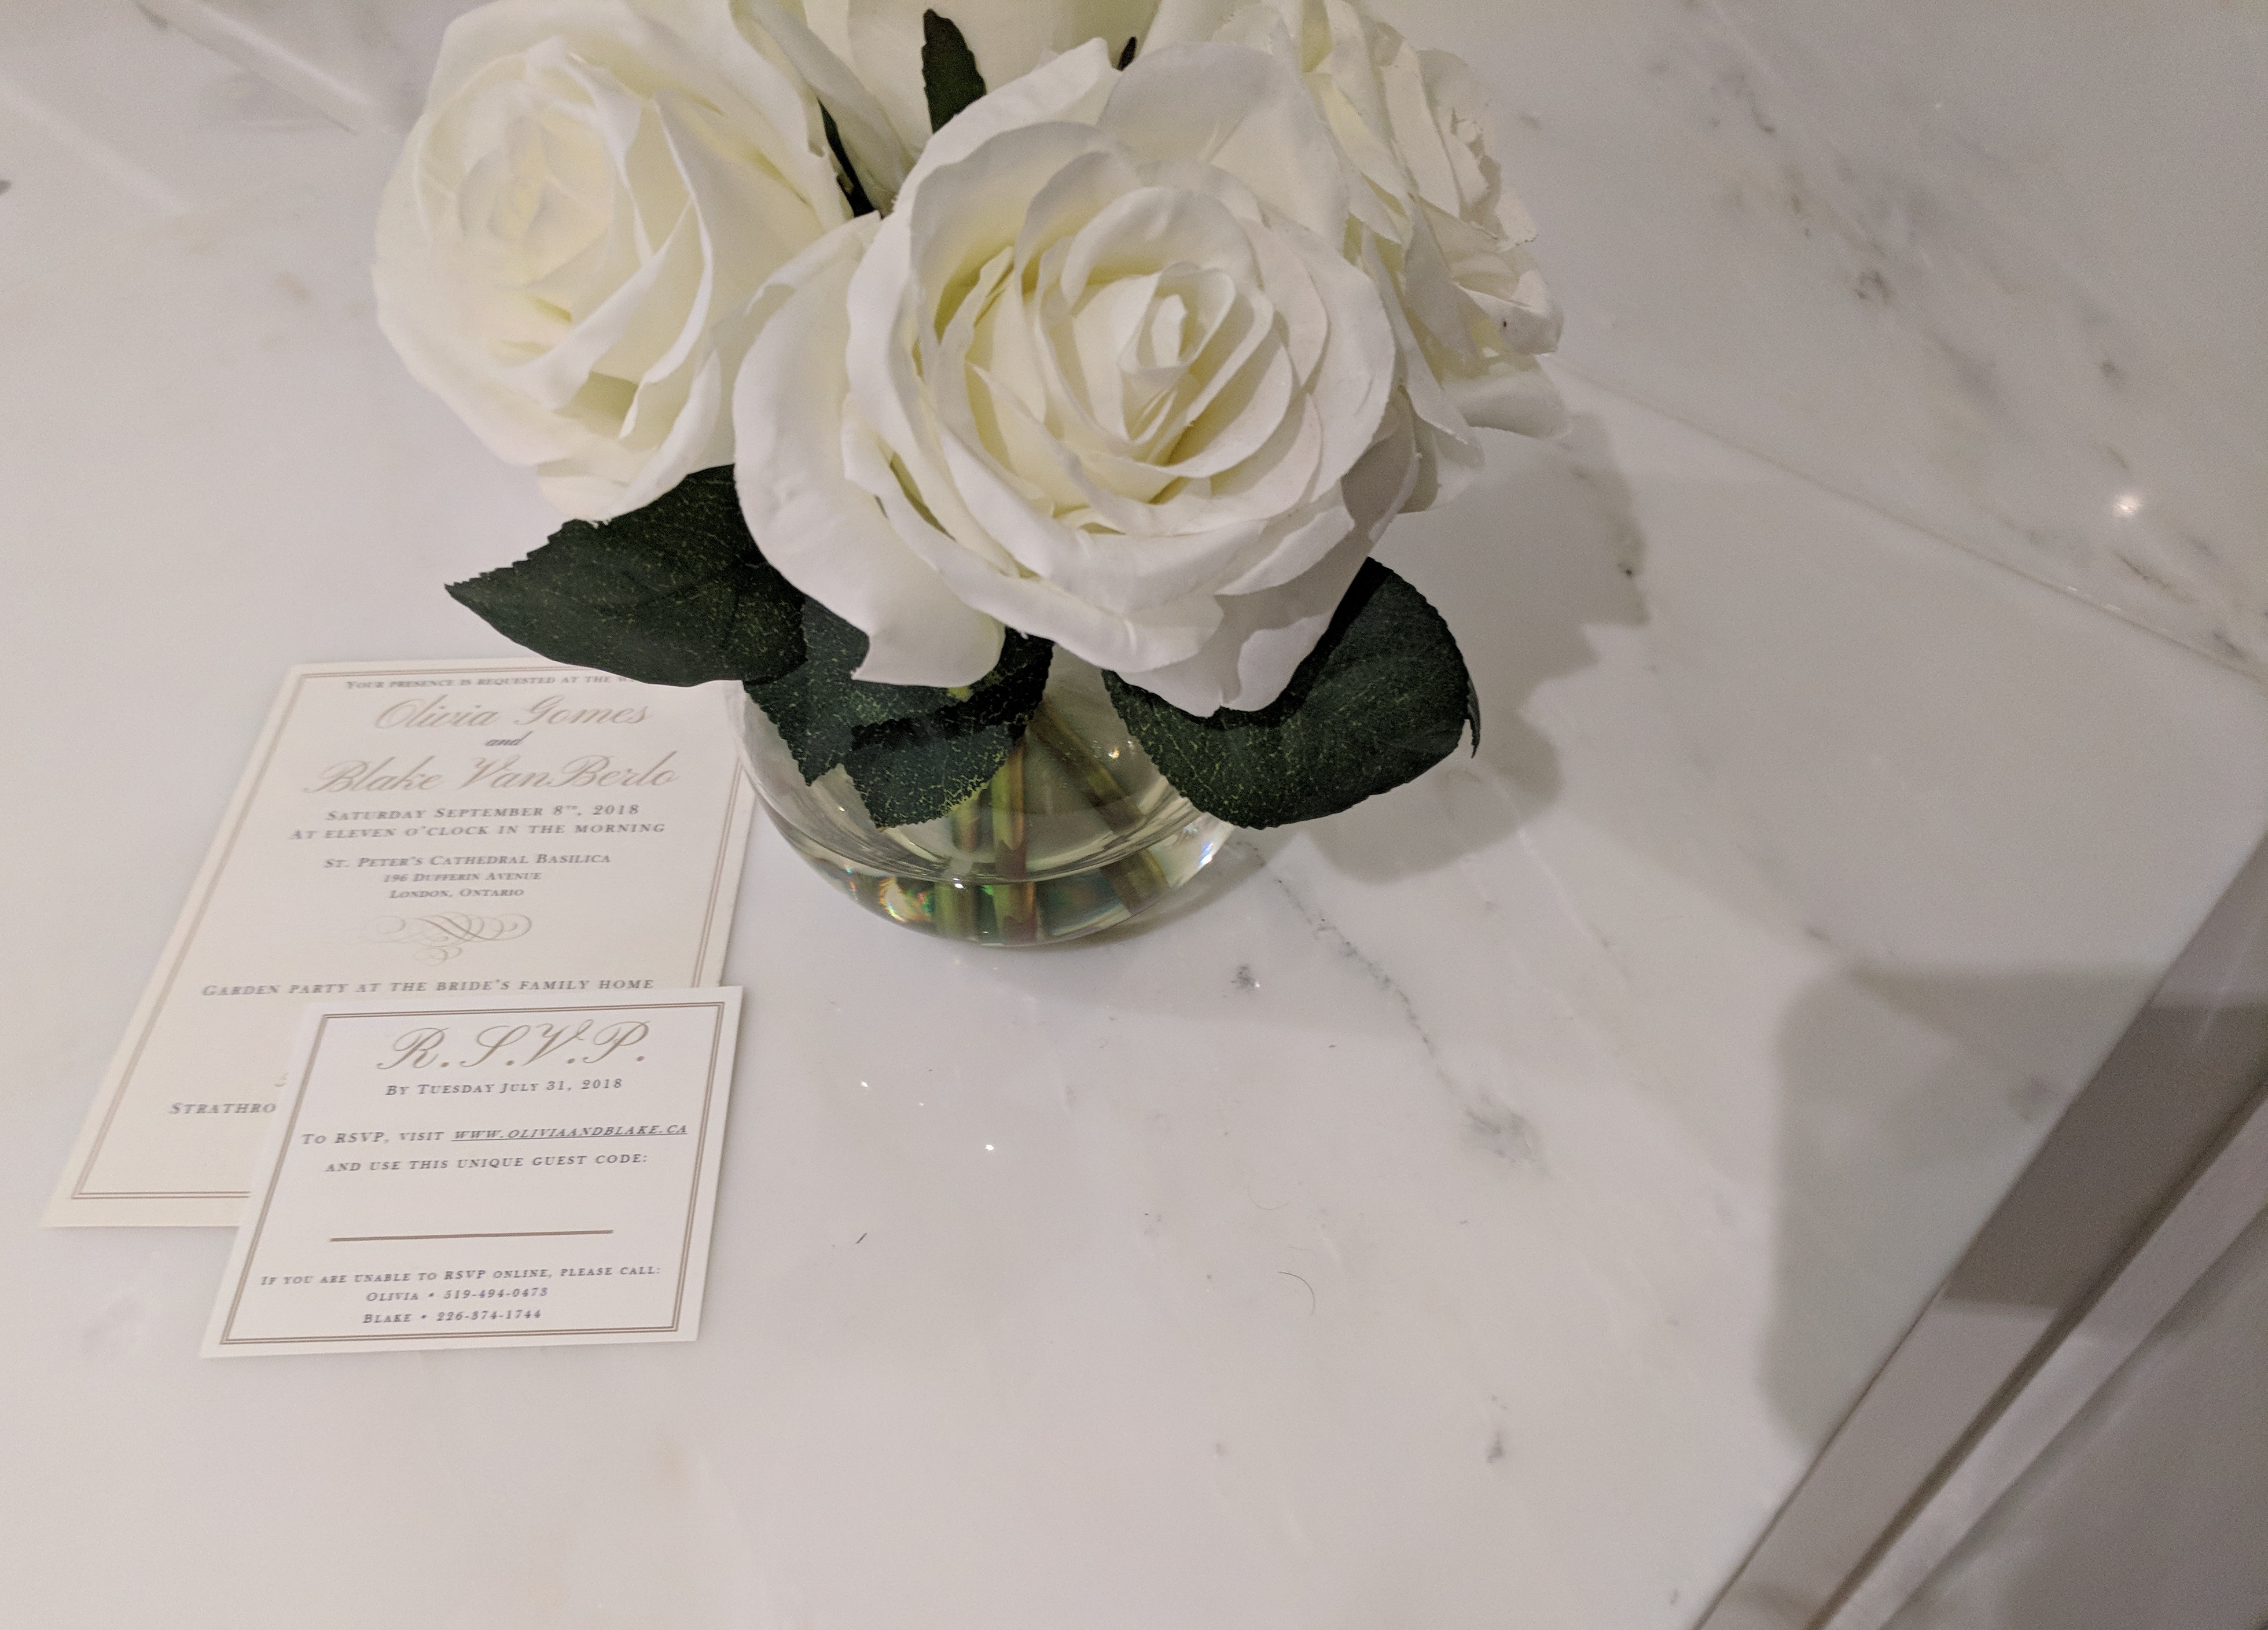 Your presence is requested at the
Olivia Gomes
and
Blake VanBerlo
Saturday September 8th, 2018
At eleven o'clock in the morning
St. Peter's Cathedral Basilica
196 Dufferin Avenue
London, Ontario
Garden party at the bride's family home
R.S.V.P.
By Tuesday July 31, 2018
To RSVP, visit www.oliviaandblake.ca
and use this unique guest code:
If you are unable to RSVP online, please call:
Olivia • 519-494-0473
Blake • 226-374-1744